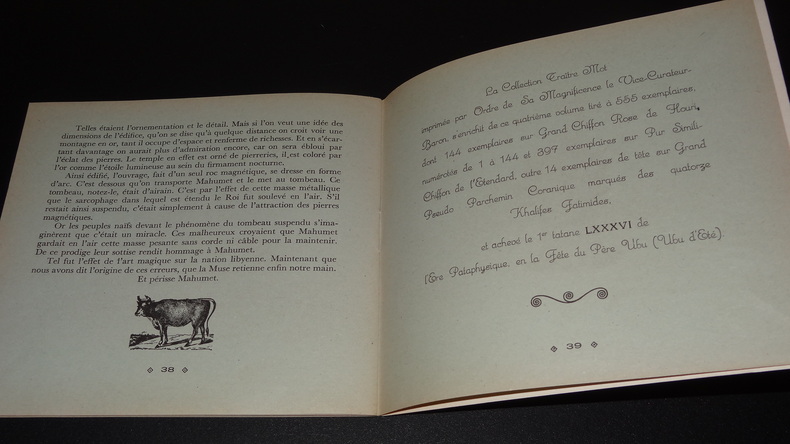 Telles étaient l'ornementation et le détail. Mais si l'on veut une idée des
dimensions de l'édifice, qu'on se dise qu'à quelque distance on croit voir une
montagne en or, tant il occupe d'espace et renferme de richesses. Et en s'écar-
tant davantage on aurait plus d'admiration encore, car on sera ébloui par
l'éclat des pierres. Le temple en effet est orné de pierreries, il est coloré par
l'or comme l'étoile lumineuse au sein du firmament nocturne.
Ainsi édifié, l'ouvrage, fait d'un seul roc magnétique, se dresse en forme
d'arc. C'est dessous qu'on transporte Mahumet et le met au tombeau. Ce
tombeau, notez-le, était d'airain. C'est par l'effet de cette masse métallique
que le sarcophage dans lequel est étendu le Roi fut soulevé en l'air. S'il
restait ainsi suspendu, c'était simplement à cause de l'attraction des pierres
magnétiques.
Or les peuples naïfs devant le phénomène du tombeau suspendu s'ima-
ginèrent que c'était un miracle. Ces malheureux croyaient que Mahumet
gardait en l'air cette masse pesante sans corde ni câble pour la maintenir.
De ce prodige leur sottise rendit hommage à Mahumet.
Tel fut l'effet de l'art magique sur la nation libyenne. Maintenant que
nous avons dit l'origine de ces erreurs, que la Muse retienne enfin notre main.
Et périsse Mahumet.
38
La Collection Traître Mot
imprimée par Ordre de Sa Magnificence le Vice-Curateur-
Baron, s'enrichit de ce quatrième volume tiré à 555 exemplaires,
dont 144 exemplaires sur Grand Chiffon Rose de Houri,
numérotés de 1 à 144 et 397 exemplaires sur Pur Simili-
Chiffon de l'Étendard, outre 14 exemplaires de tête sur Grand
Pseudo Parchemin Coranique marqués des quatorze
Khalifes Fatimides,
et achevé le 1er tatane LXXXVI de
l'Ère Pataphysique, en la Fête du Père Ubu (Ubu d'Été).
39